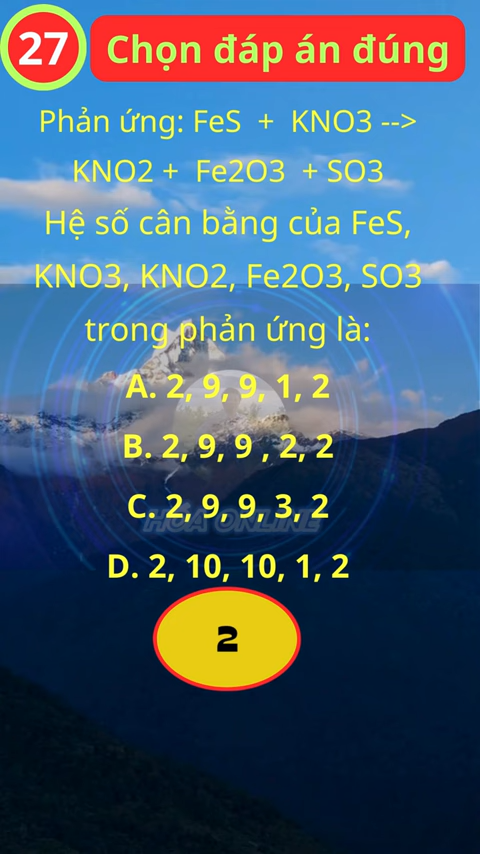 27
Chọn đáp án đúng
Phản ứng: FeS + KNO3 -->
KNO2 + Fe2O3 + SO3
Hệ số cân bằng của FeS,
KNO3, KNO2, Fe2O3, SO3
trong phản ứng là:
A. 2, 9, 9, 1, 2
B. 2, 9, 9 , 2, 2
C. 2, 9, 9, 3, 2
HÓA ONLINE
D. 2, 10, 10, 1, 2
2